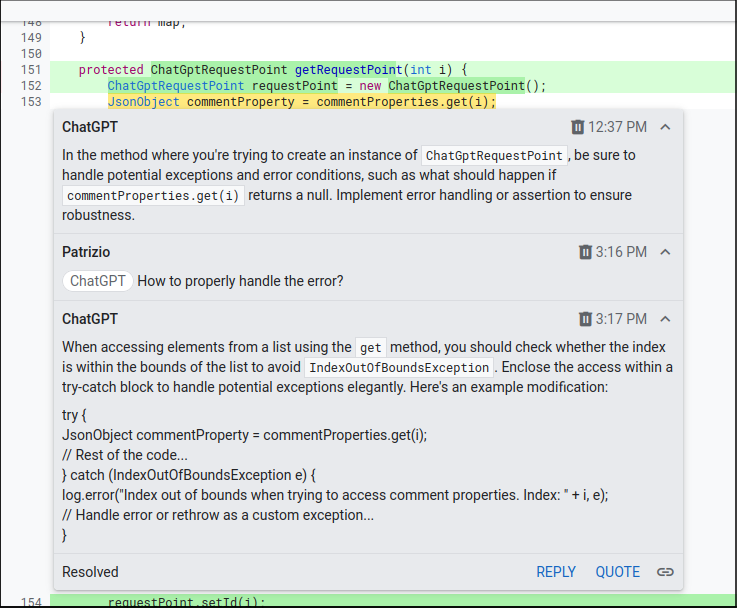 148 return map;
149 }
150
151 protected ChatGptRequestPoint getRequestPoint(int i) {
152 ChatGptRequestPoint requestPoint = new ChatGptRequestPoint();
153 JsonObject commentProperty = commentProperties.get(i);
ChatGPT 12:37 PM
In the method where you're trying to create an instance of ChatGptRequestPoint, be sure to
handle potential exceptions and error conditions, such as what should happen if
commentProperties.get(i) returns a null. Implement error handling or assertion to ensure
robustness.
Patrizio 3:16 PM
ChatGPT How to properly handle the error?
ChatGPT 3:17 PM
When accessing elements from a list using the get method, you should check whether the index
is within the bounds of the list to avoid IndexOutOfBoundsException. Enclose the access within a
try-catch block to handle potential exceptions elegantly. Here's an example modification:
try {
JsonObject commentProperty = commentProperties.get(i);
// Rest of the code...
} catch (IndexOutOfBoundsException e) {
log.error("Index out of bounds when trying to access comment properties. Index: " + i, e);
// Handle error or rethrow as a custom exception...
}
Resolved REPLY QUOTE
154 requestPoint.setId(i);